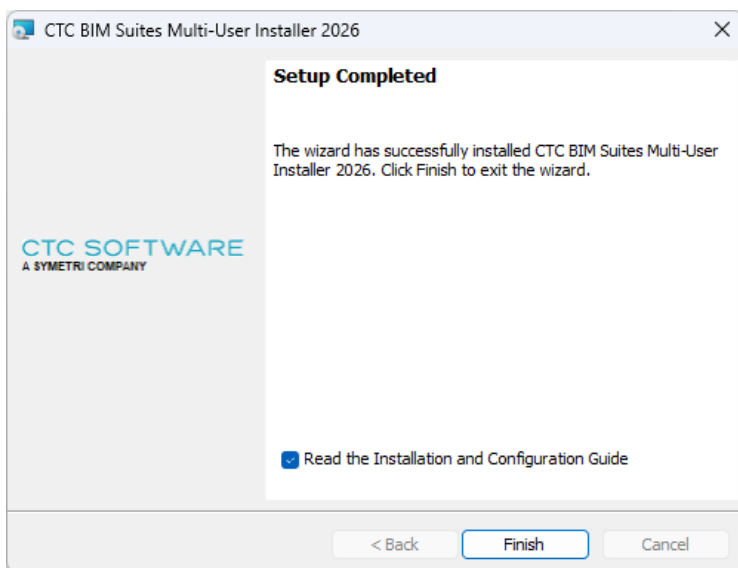 CTC BIM Suites Multi-User Installer 2026
Setup Completed
The wizard has successfully installed CTC BIM Suites Multi-User
Installer 2026. Click Finish to exit the wizard.
CTC SOFTWARE
A SYMETRI COMPANY
Read the Installation and Configuration Guide
< Back
Finish
Cancel